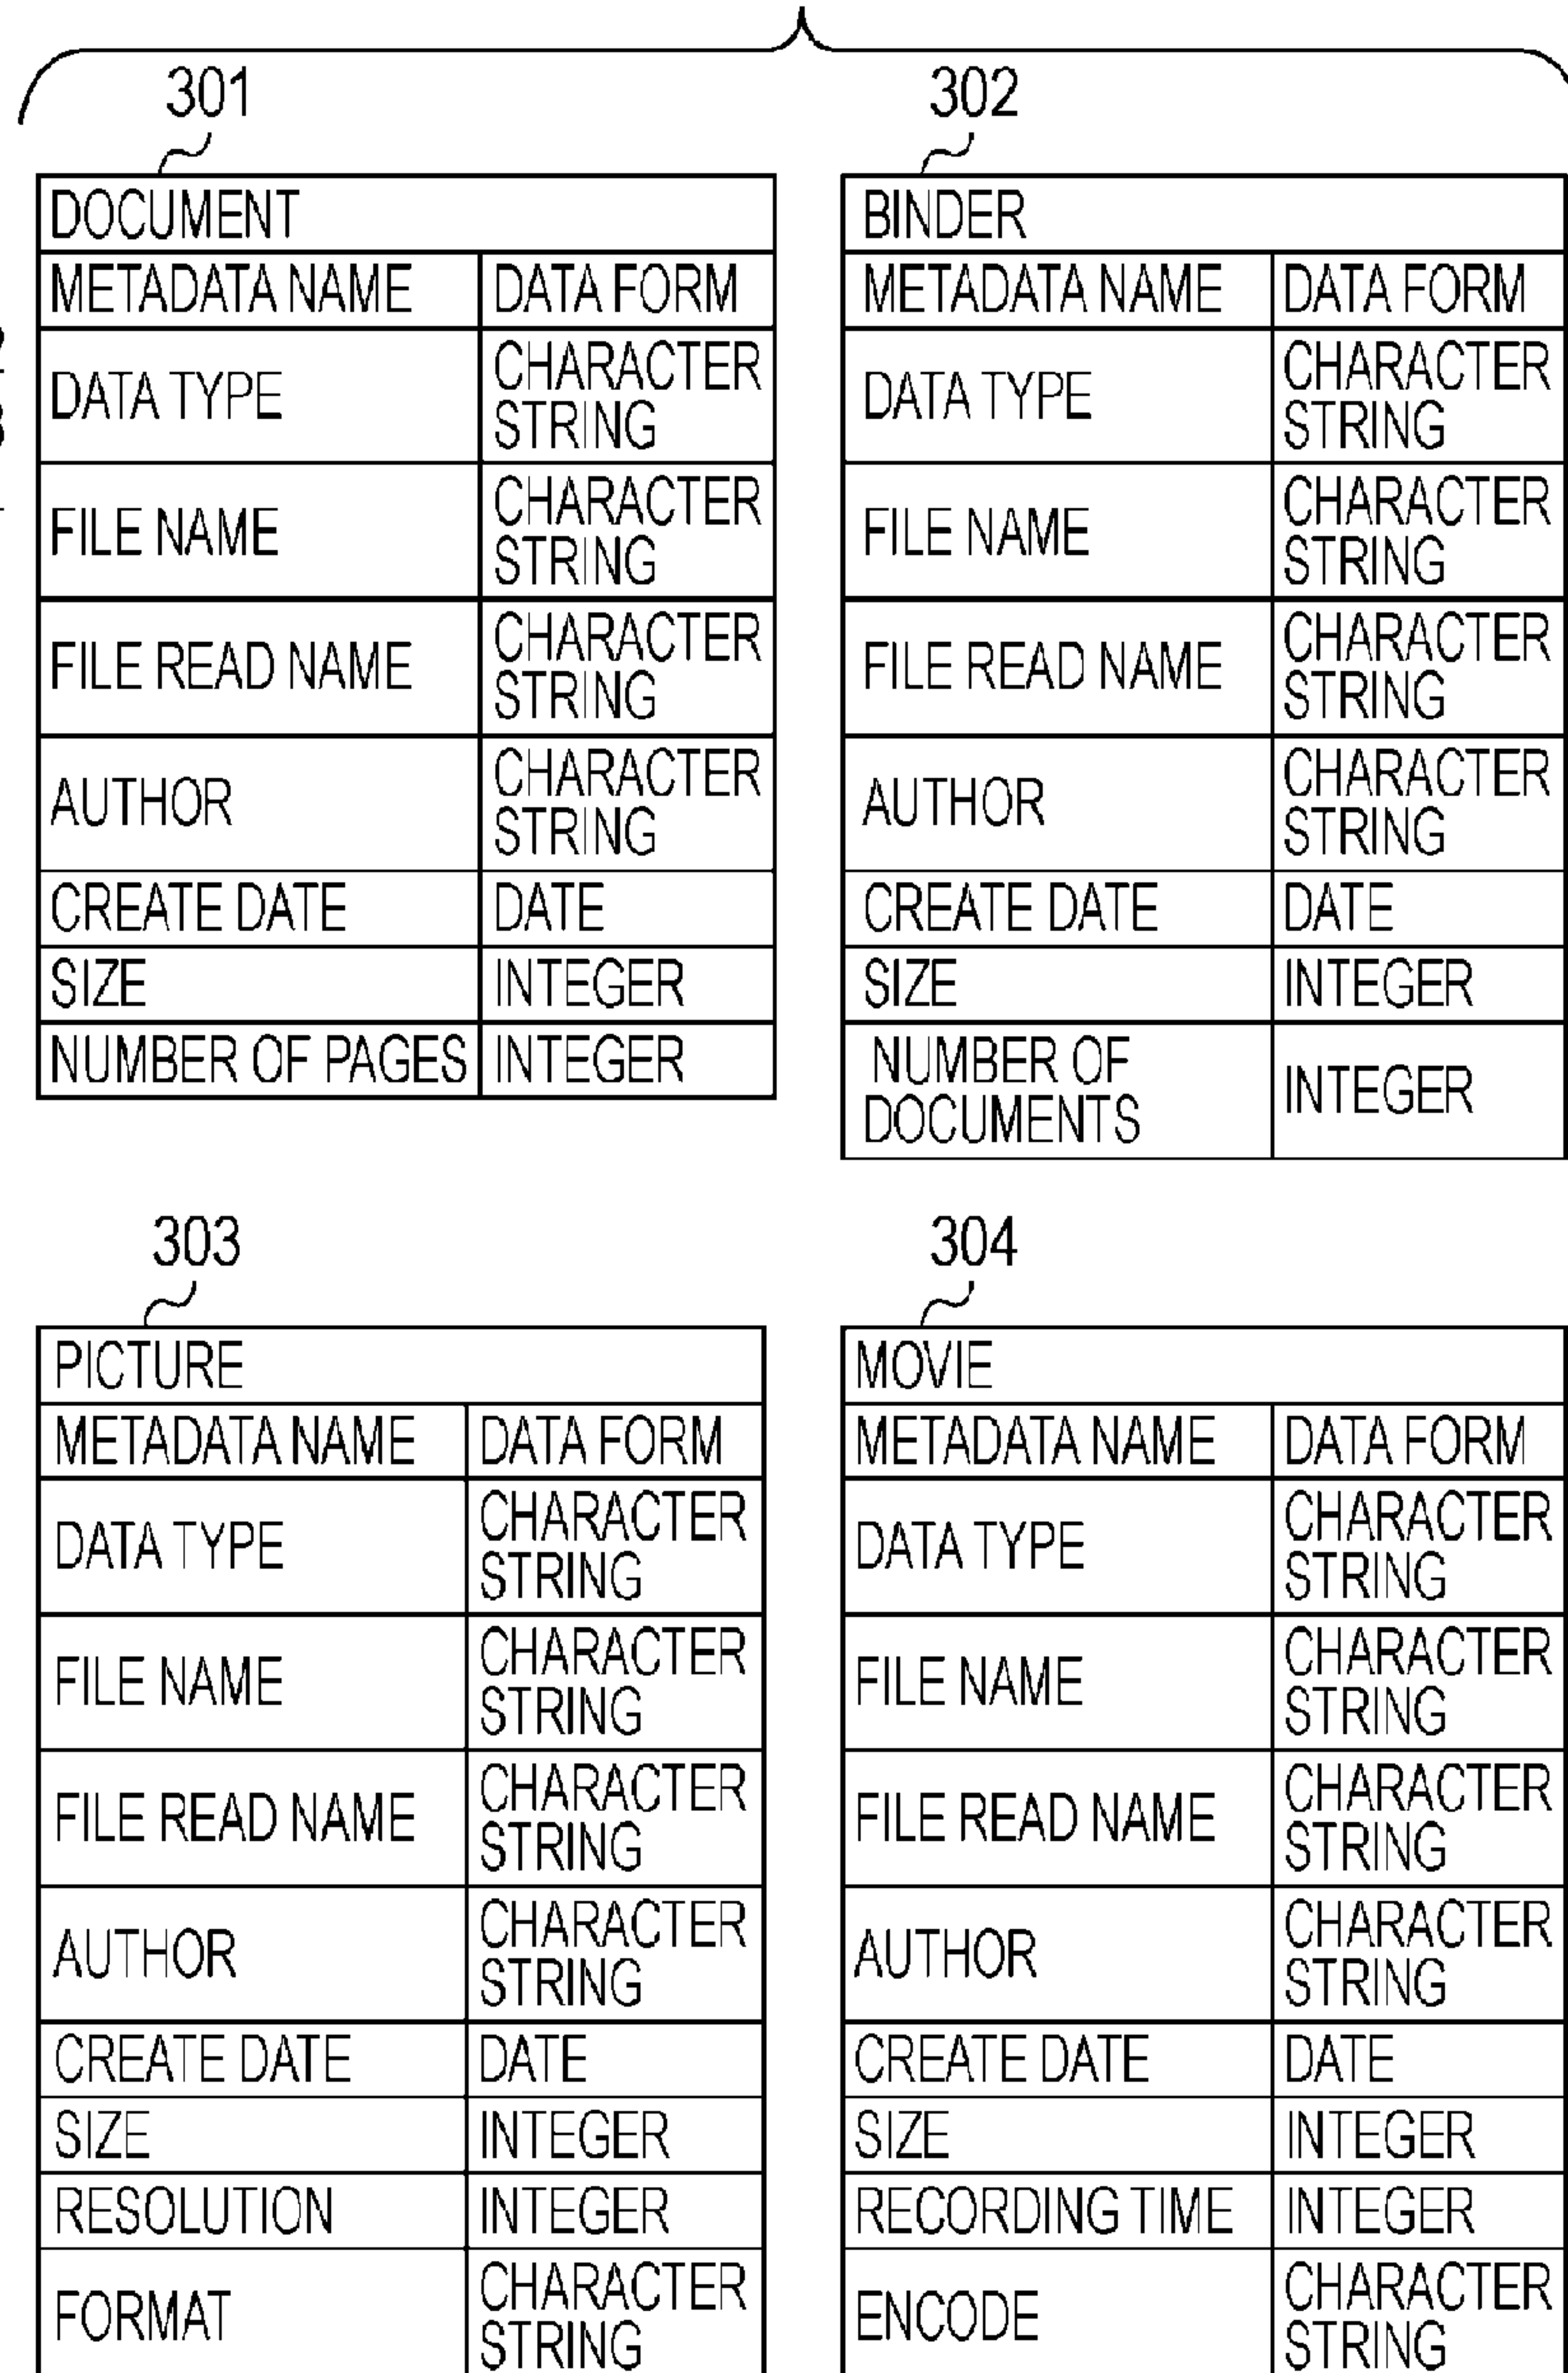 301
DOCUMENT
METADATA NAME DATA FORM
DATA TYPE CHARACTER
STRING
FILE NAME CHARACTER
STRING
FILE READ NAME CHARACTER
STRING
AUTHOR CHARACTER
STRING
CREATE DATE DATE
SIZE INTEGER
NUMBER OF PAGES INTEGER
302
BINDER
METADATA NAME DATA FORM
DATA TYPE CHARACTER
STRING
FILE NAME CHARACTER
STRING
FILE READ NAME CHARACTER
STRING
AUTHOR CHARACTER
STRING
CREATE DATE DATE
SIZE INTEGER
NUMBER OF
DOCUMENTS INTEGER
303
PICTURE
METADATA NAME DATA FORM
DATA TYPE CHARACTER
STRING
FILE NAME CHARACTER
STRING
FILE READ NAME CHARACTER
STRING
AUTHOR CHARACTER
STRING
CREATE DATE DATE
SIZE INTEGER
RESOLUTION INTEGER
FORMAT CHARACTER
STRING
304
MOVIE
METADATA NAME DATA FORM
DATA TYPE CHARACTER
STRING
FILE NAME CHARACTER
STRING
FILE READ NAME CHARACTER
STRING
AUTHOR CHARACTER
STRING
CREATE DATE DATE
SIZE INTEGER
RECORDING TIME INTEGER
ENCODE CHARACTER
STRING